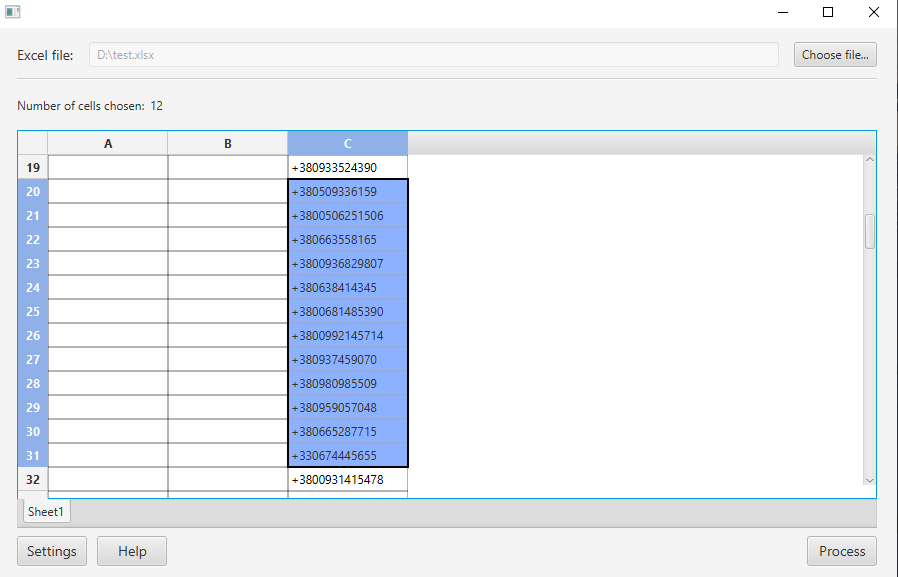 Excel file: D:\test.xlsx Choose file...
Number of cells chosen: 12
A B C
19 +380933524390
20 +380509336159
21 +3800506251506
22 +380663558165
23 +3800936829807
24 +380638414345
25 +3800681485390
26 +3800992145714
27 +380937459070
28 +380980985509
29 +380959057048
30 +380665287715
31 +330674445655
32 +3800931415478
Sheet1
Settings Help Process